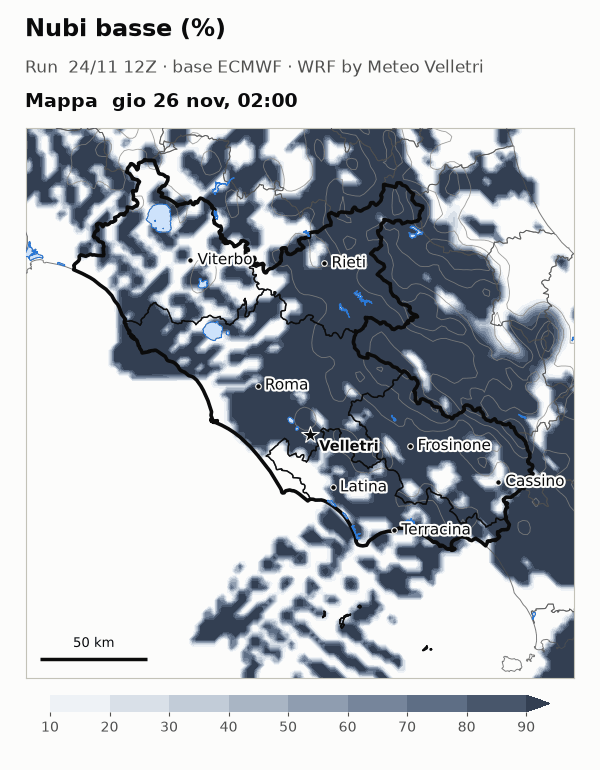 Nubi basse (%)
Run  24/11 12Z · base ECMWF · WRF by Meteo Velletri
Mappa  gio 26 nov, 02:00
Viterbo
Rieti
Roma
Velletri
Frosinone
Cassino
Latina
Terracina
50 km
10 20 30 40 50 60 70 80 90